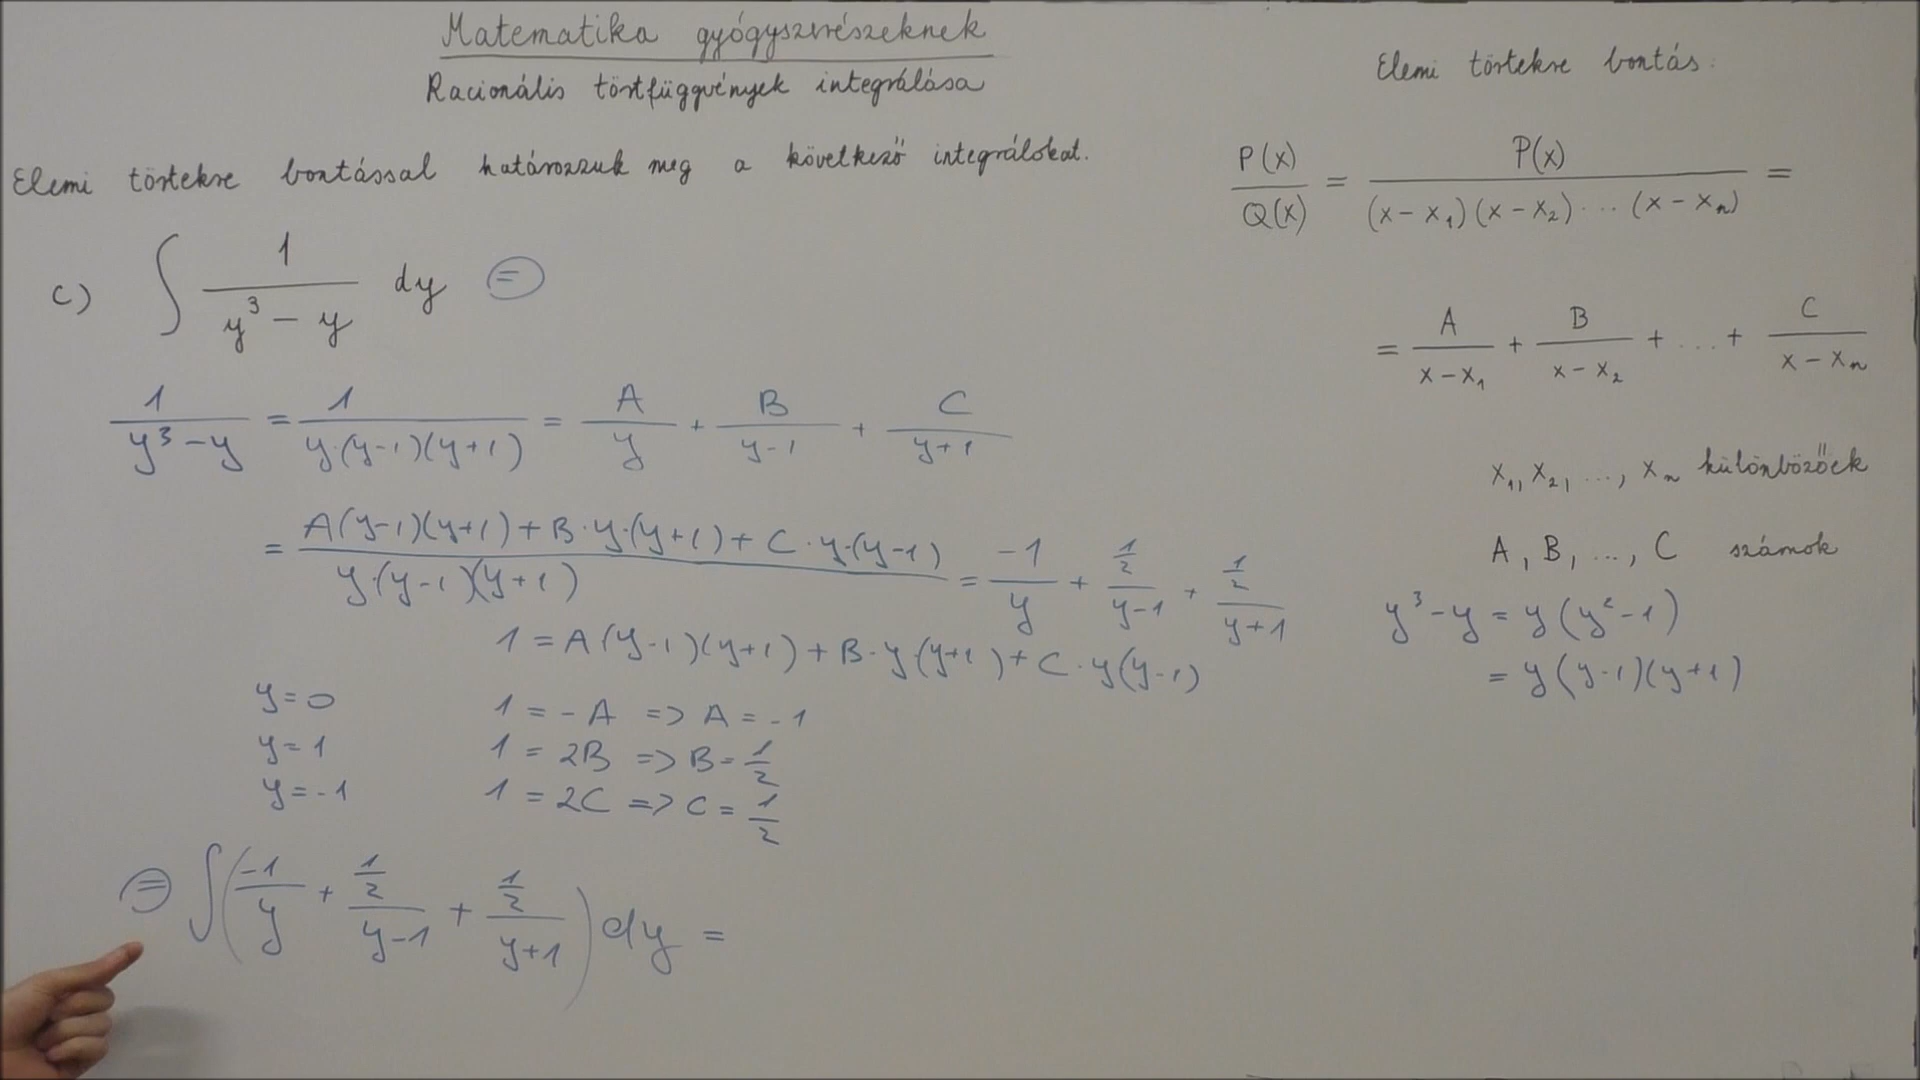 Matematika gyógyszerészeknek
Racionális törtfüggvények integrálása
Elemi törtekre bontással határozzuk meg a következő integrálokat.
c) ∫ 1/(y³ − y) dy ⊜
1/(y³−y) = 1/(y·(y−1)(y+1)) = A/y + B/(y−1) + C/(y+1)
= (A(y−1)(y+1) + B·y·(y+1) + C·y·(y−1))/(y·(y−1)(y+1)) = −1/y + (1/2)/(y−1) + (1/2)/(y+1)
1 = A(y−1)(y+1) + B·y·(y+1) + C·y(y−1)
y=0 1 = −A => A = −1
y=1 1 = 2B => B = 1/2
y=−1 1 = 2C => C = 1/2
⊜ ∫(−1/y + (1/2)/(y−1) + (1/2)/(y+1)) dy =
Elemi törtekre bontás:
P(x)/Q(x) = P(x)/((x−x₁)(x−x₂)·…(x−xₙ)) =
= A/(x−x₁) + B/(x−x₂) + … + C/(x−xₙ)
x₁, x₂, …, xₙ különbözőek
A, B, …, C számok
y³−y = y(y²−1)
= y(y−1)(y+1)